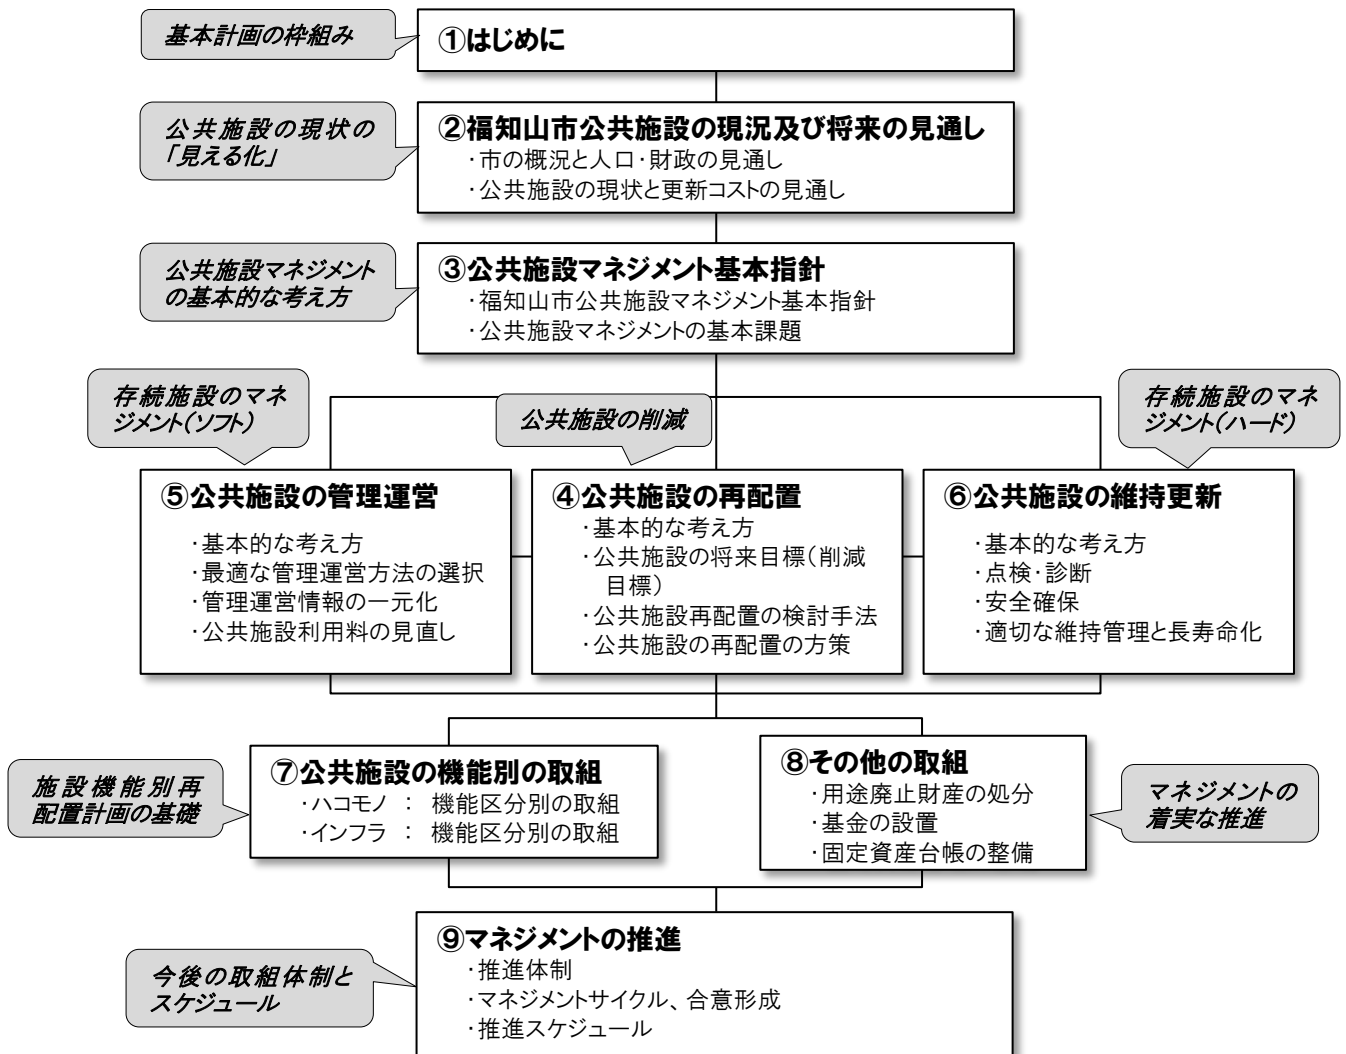 基本計画の枠組み
①はじめに
公共施設の現状の
「見える化」
②福知山市公共施設の現況及び将来の見通し
・市の概況と人口・財政の見通し
・公共施設の現状と更新コストの見通し
公共施設マネジメント
の基本的な考え方
③公共施設マネジメント基本指針
・福知山市公共施設マネジメント基本指針
・公共施設マネジメントの基本課題
存続施設のマネ
ジメント(ソフト)
公共施設の削減
存続施設のマネ
ジメント(ハード)
⑤公共施設の管理運営
・基本的な考え方
・最適な管理運営方法の選択
・管理運営情報の一元化
・公共施設利用料の見直し
④公共施設の再配置
・基本的な考え方
・公共施設の将来目標(削減
目標)
・公共施設再配置の検討手法
・公共施設の再配置の方策
⑥公共施設の維持更新
・基本的な考え方
・点検・診断
・安全確保
・適切な維持管理と長寿命化
施設機能別再
配置計画の基礎
⑦公共施設の機能別の取組
・ハコモノ : 機能区分別の取組
・インフラ : 機能区分別の取組
⑧その他の取組
・用途廃止財産の処分
・基金の設置
・固定資産台帳の整備
マネジメントの
着実な推進
今後の取組体制と
スケジュール
⑨マネジメントの推進
・推進体制
・マネジメントサイクル、合意形成
・推進スケジュール